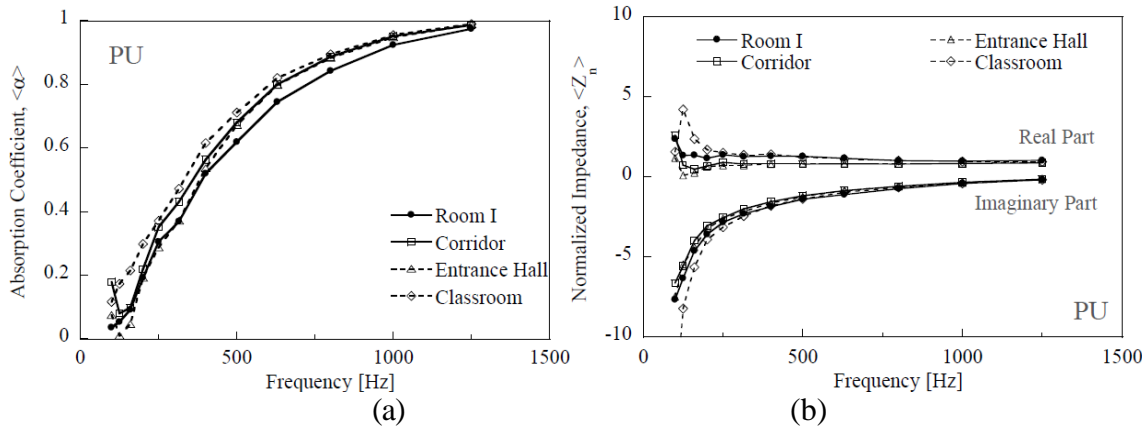 PU
Absorption Coefficient, <α>
1
0.8
0.6
0.4
0.2
0
Room I
Corridor
Entrance Hall
Classroom
0
500
1000
1500
Frequency [Hz]
(a)
Normalized Impedance, <Z_n>
10
5
0
-5
-10
Room I
Entrance Hall
Corridor
Classroom
Real Part
Imaginary Part
PU
0
500
1000
1500
Frequency [Hz]
(b)